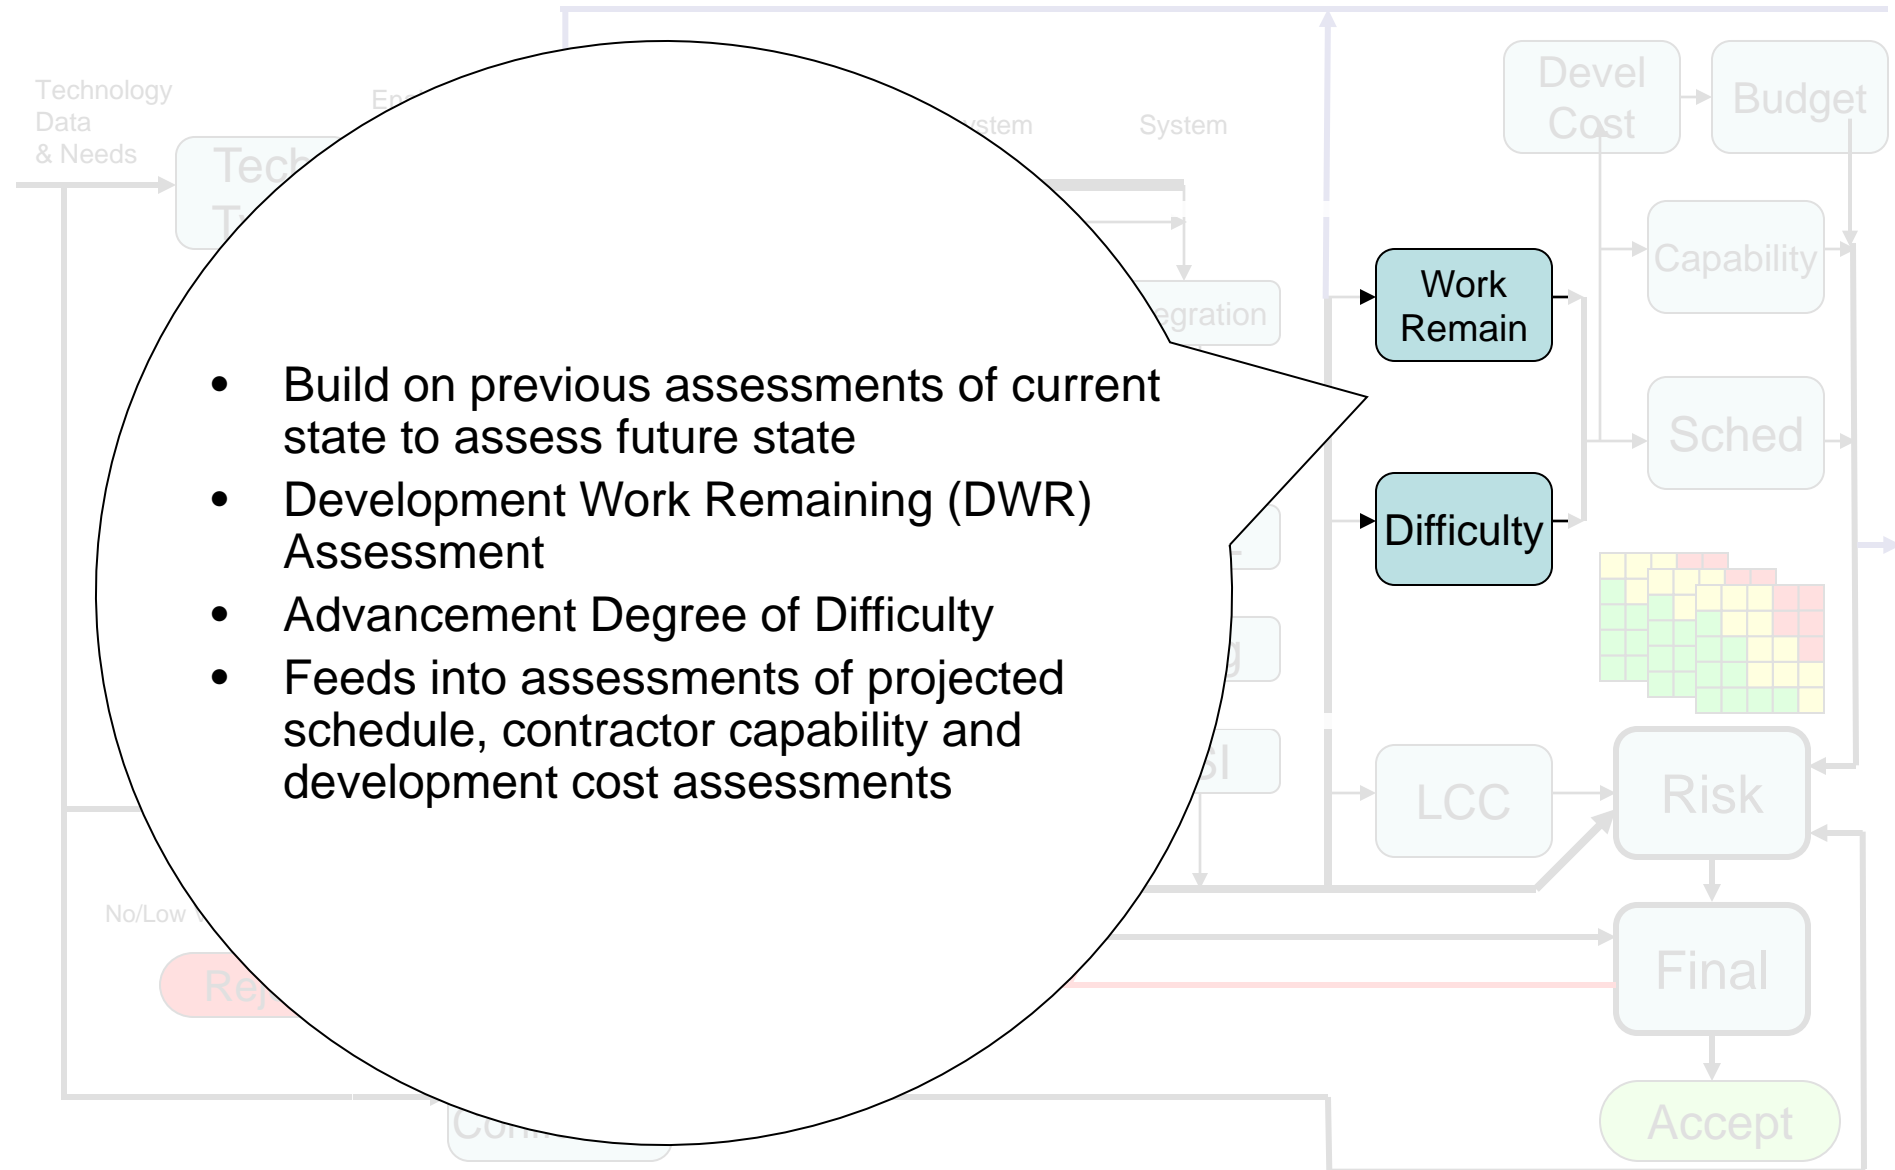 Technology
Data
& Needs
System
Devel
Cost
Budget
Capability
Work
Remain
Sched
Difficulty
• Build on previous assessments of current
state to assess future state
• Development Work Remaining (DWR)
Assessment
• Advancement Degree of Difficulty
• Feeds into assessments of projected
schedule, contractor capability and
development cost assessments
LCC
Risk
No/Low
Final
Accept